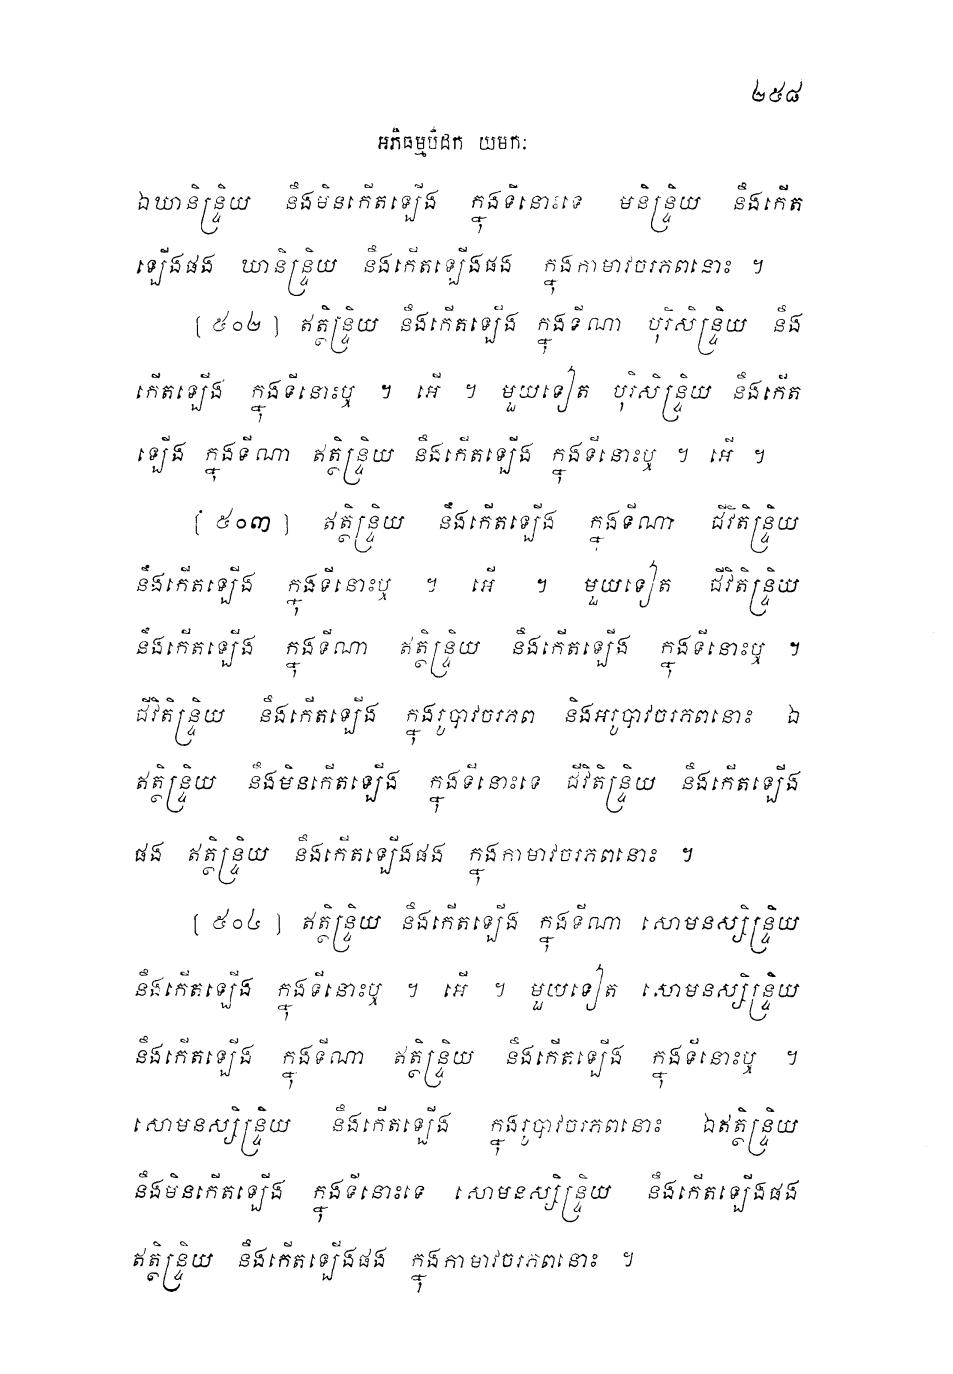 ២៥៨
អភិធម្មបិដក យមកៈ
ឯឃានិន្ទ្រិយ នឹងមិនកើតឡើង ក្នុងទីនោះទេ មនិន្ទ្រិយ នឹងកើត
ឡើងផង ឃានិន្ទ្រិយ នឹងកើតឡើងផង ក្នុងកាមាវចរភពនោះ ។
[ ៥០២ ] ឥត្ថិន្ទ្រិយ នឹងកើតឡើង ក្នុងទីណា បុរិសិន្ទ្រិយ នឹង
កើតឡើង ក្នុងទីនោះឬ ។ អើ ។ មួយទៀត បុរិសិន្ទ្រិយ នឹងកើត
ឡើង ក្នុងទីណា ឥត្ថិន្ទ្រិយ នឹងកើតឡើង ក្នុងទីនោះឬ ។ អើ ។
[ ៥០៣ ] ឥត្ថិន្ទ្រិយ នឹងកើតឡើង ក្នុងទីណា ជីវិតិន្ទ្រិយ
នឹងកើតឡើង ក្នុងទីនោះឬ ។ អើ ។ មួយទៀត ជីវិតិន្ទ្រិយ
នឹងកើតឡើង ក្នុងទីណា ឥត្ថិន្ទ្រិយ នឹងកើតឡើង ក្នុងទីនោះឬ ។
ជីវិតិន្ទ្រិយ នឹងកើតឡើង ក្នុងរូបាវចរភព និងអរូបាវចរភពនោះ ឯ
ឥត្ថិន្ទ្រិយ នឹងមិនកើតឡើង ក្នុងទីនោះទេ ជីវិតិន្ទ្រិយ នឹងកើតឡើង
ផង ឥត្ថិន្ទ្រិយ នឹងកើតឡើងផង ក្នុងកាមាវចរភពនោះ ។
[ ៥០៤ ] ឥត្ថិន្ទ្រិយ នឹងកើតឡើង ក្នុងទីណា សោមនស្សិន្ទ្រិយ
នឹងកើតឡើង ក្នុងទីនោះឬ ។ អើ ។ មួយទៀត សោមនស្សិន្ទ្រិយ
នឹងកើតឡើង ក្នុងទីណា ឥត្ថិន្ទ្រិយ នឹងកើតឡើង ក្នុងទីនោះឬ ។
សោមនស្សិន្ទ្រិយ នឹងកើតឡើង ក្នុងរូបាវចរភពនោះ ឯឥត្ថិន្ទ្រិយ
នឹងមិនកើតឡើង ក្នុងទីនោះទេ សោមនស្សិន្ទ្រិយ នឹងកើតឡើងផង
ឥត្ថិន្ទ្រិយ នឹងកើតឡើងផង ក្នុងកាមាវចរភពនោះ ។